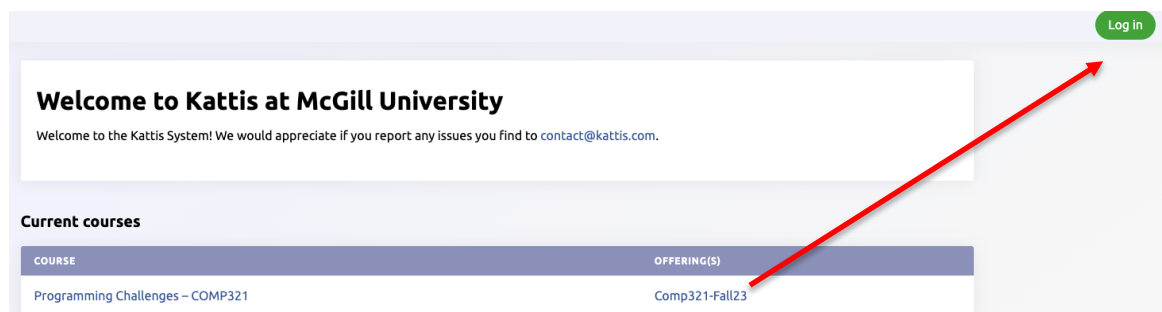 Log in
Welcome to Kattis at McGill University
Welcome to the Kattis System! We would appreciate if you report any issues you find to contact@kattis.com.
Current courses
COURSE OFFERING(S)
Programming Challenges – COMP321 Comp321-Fall23